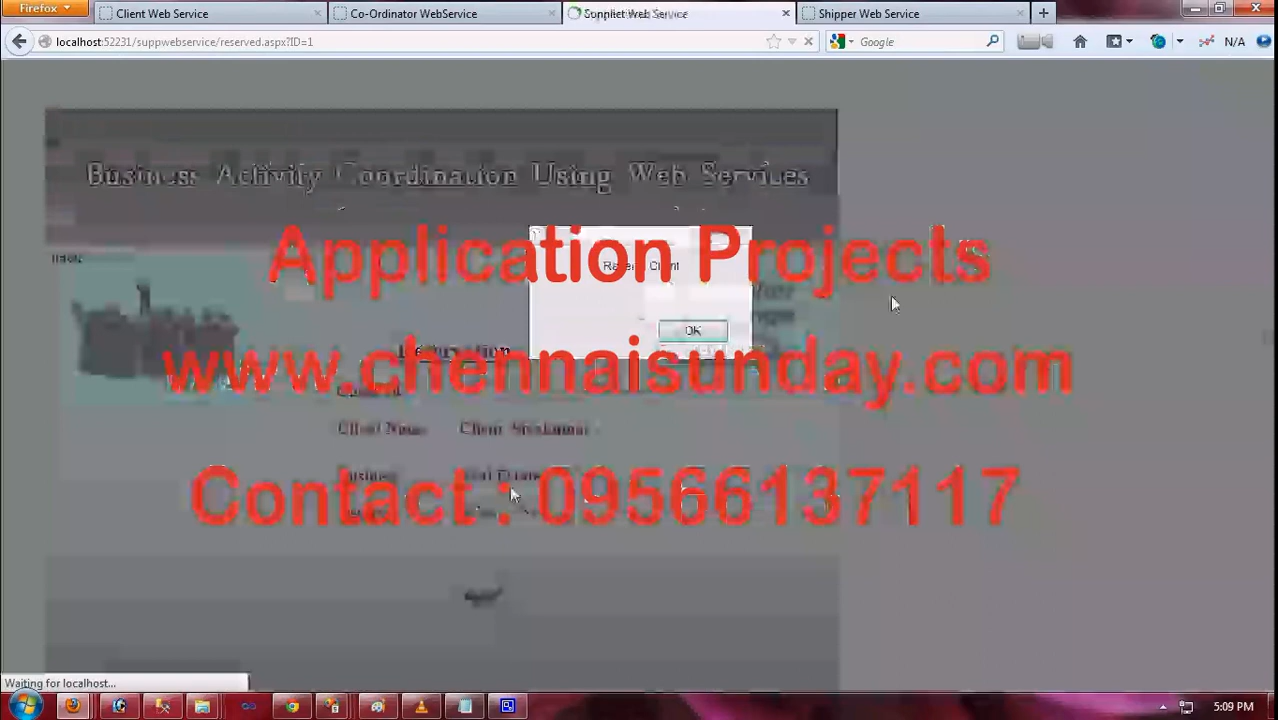 Firefox
Client Web Service
Co-Ordinator WebService
Supplier Web Service
Shipper Web Service
localhost:52231/suppwebservice/reserved.aspx?ID=1
Google
N/A
Business Activity Coordination Using Web Services
Application Projects
Client
OK
www.chennaisunday.com
Client Name
Contact : 09566137117
Waiting for localhost...
5:09 PM